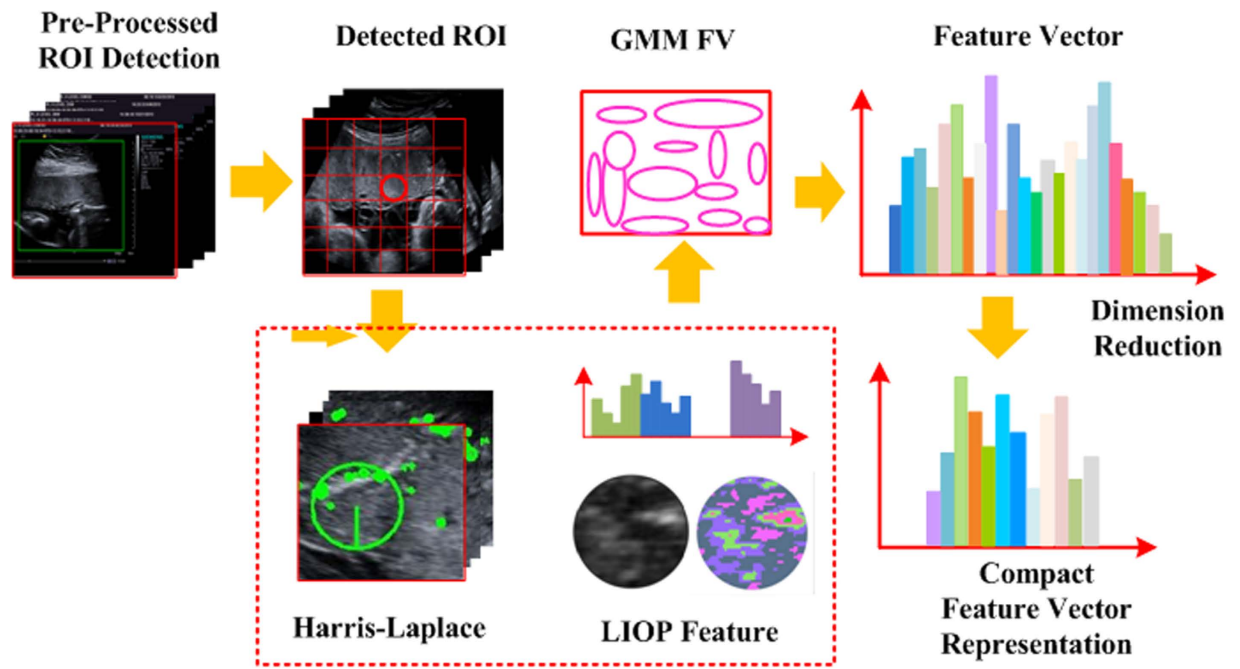 Pre-Processed
ROI Detection
Detected ROI
GMM FV
Feature Vector
Dimension
Reduction
Harris-Laplace
LIOP Feature
Compact
Feature Vector
Representation